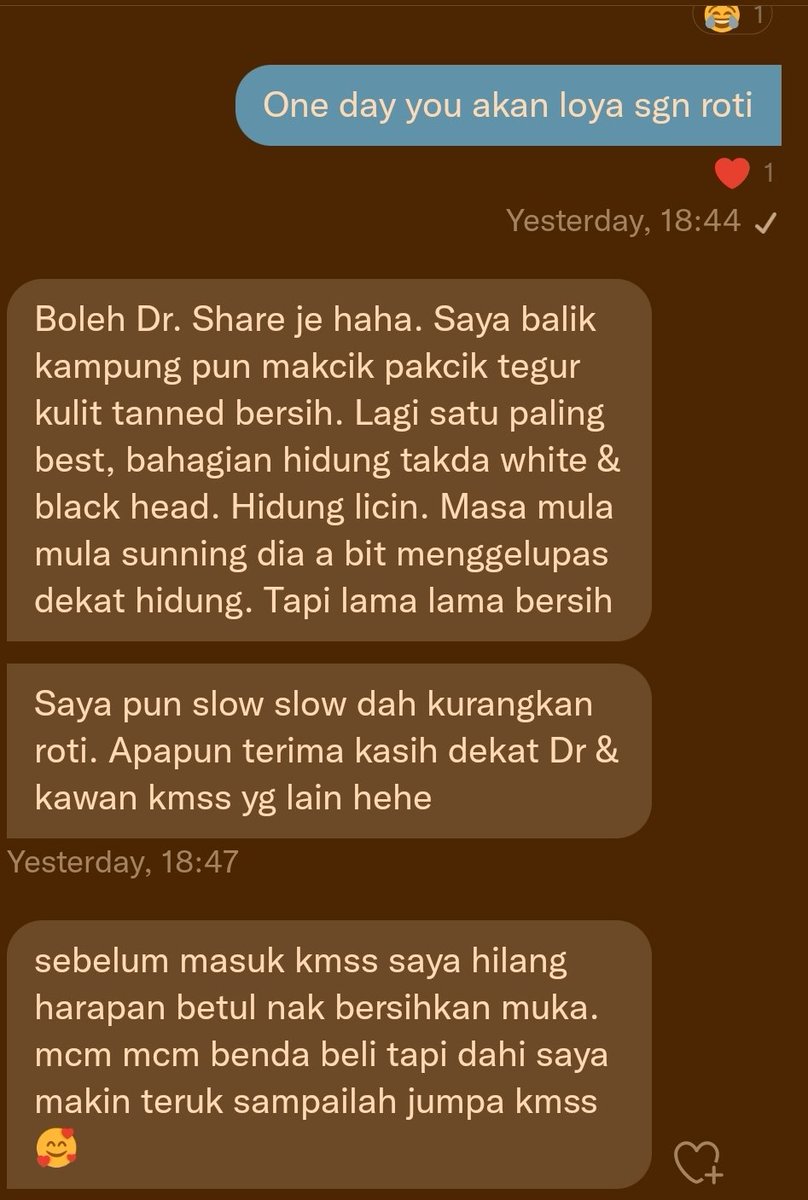 😂 1
One day you akan loya sgn roti
❤️ 1
Yesterday, 18:44 ✓
Boleh Dr. Share je haha. Saya balik
kampung pun makcik pakcik tegur
kulit tanned bersih. Lagi satu paling
best, bahagian hidung takda white &
black head. Hidung licin. Masa mula
mula sunning dia a bit menggelupas
dekat hidung. Tapi lama lama bersih
Saya pun slow slow dah kurangkan
roti. Apapun terima kasih dekat Dr &
kawan kmss yg lain hehe
Yesterday, 18:47
sebelum masuk kmss saya hilang
harapan betul nak bersihkan muka.
mcm mcm benda beli tapi dahi saya
makin teruk sampailah jumpa kmss
🥰